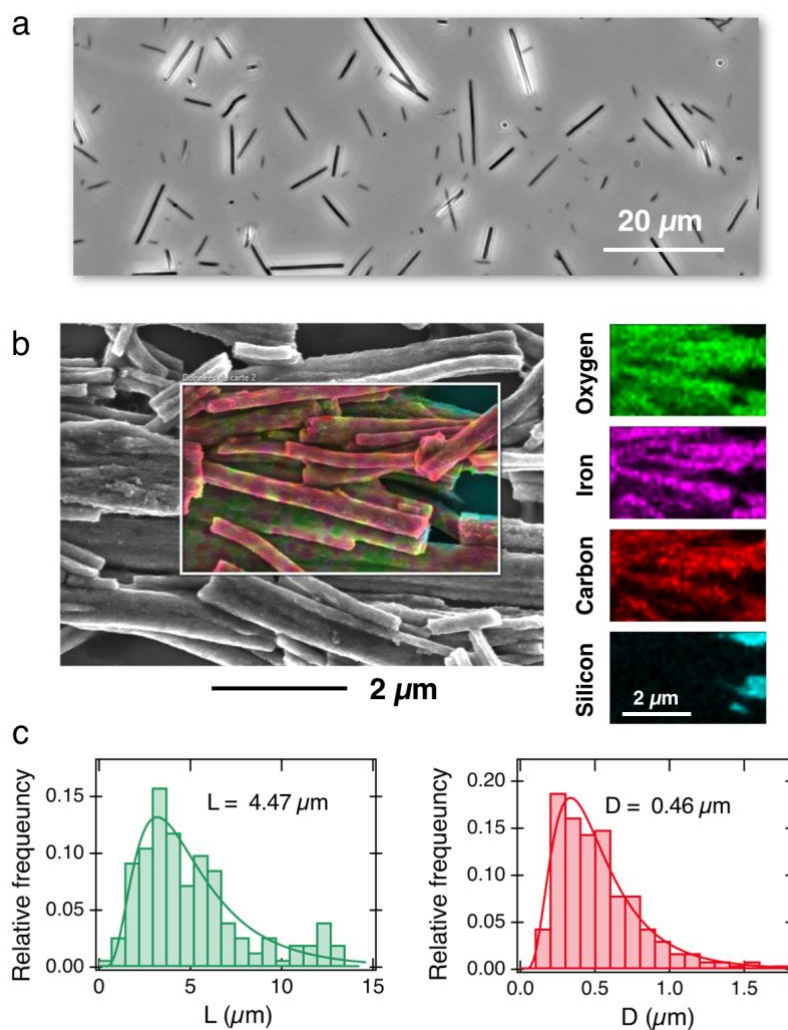 a
20 µm
b
Données de carte 2
Oxygen
Iron
Carbon
Silicon
2 µm
2 µm
c
Relative frequeuncy
0.15
0.10
0.05
0.00
L = 4.47 µm
0 5 10 15
L (µm)
Relative frequeuncy
0.20
0.15
0.10
0.05
0.00
D = 0.46 µm
0.0 0.5 1.0 1.5
D (µm)